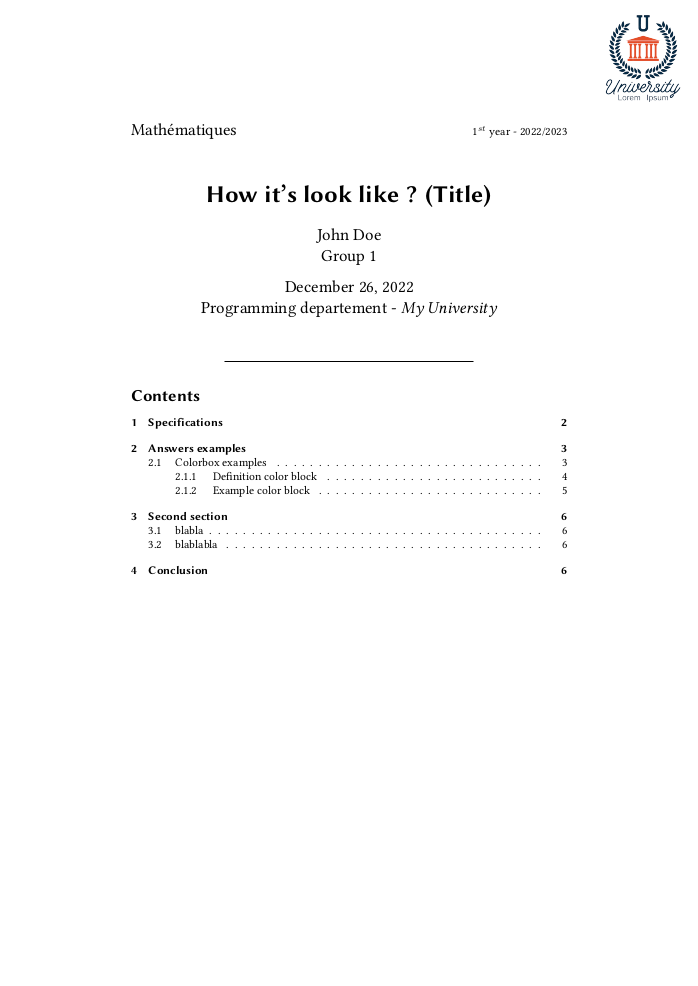 U
University
Lorem Ipsum
Mathématiques 1st year - 2022/2023
How it’s look like ? (Title)
John Doe
Group 1
December 26, 2022
Programming departement - My University
Contents
1 Specifications 2
2 Answers examples 3
2.1 Colorbox examples . . . . . . . . . . . . . . . . . . . . . . . . . . . . . . . . . 3
2.1.1 Definition color block . . . . . . . . . . . . . . . . . . . . . . . . . . . 4
2.1.2 Example color block . . . . . . . . . . . . . . . . . . . . . . . . . . . . 5
3 Second section 6
3.1 blabla . . . . . . . . . . . . . . . . . . . . . . . . . . . . . . . . . . . . . . . . . 6
3.2 blablabla . . . . . . . . . . . . . . . . . . . . . . . . . . . . . . . . . . . . . . . 6
4 Conclusion 6